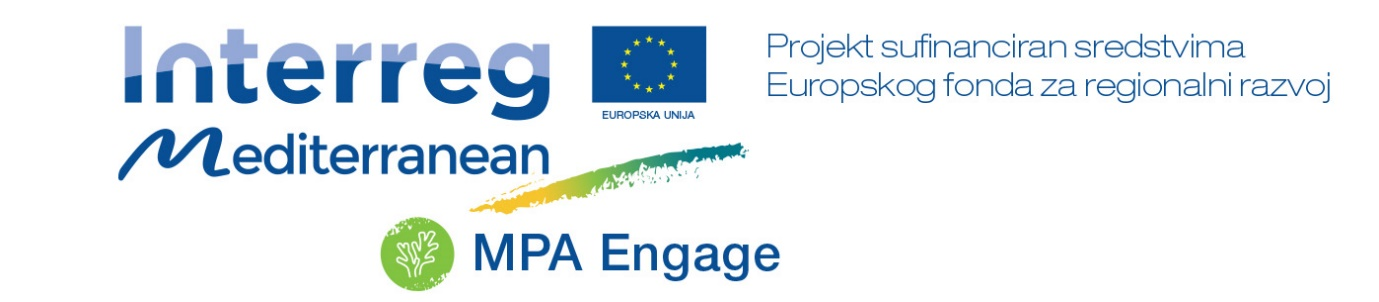 Interreg
EUROPSKA UNIJA
Mediterranean
MPA Engage
Projekt sufinanciran sredstvima
Europskog fonda za regionalni razvoj